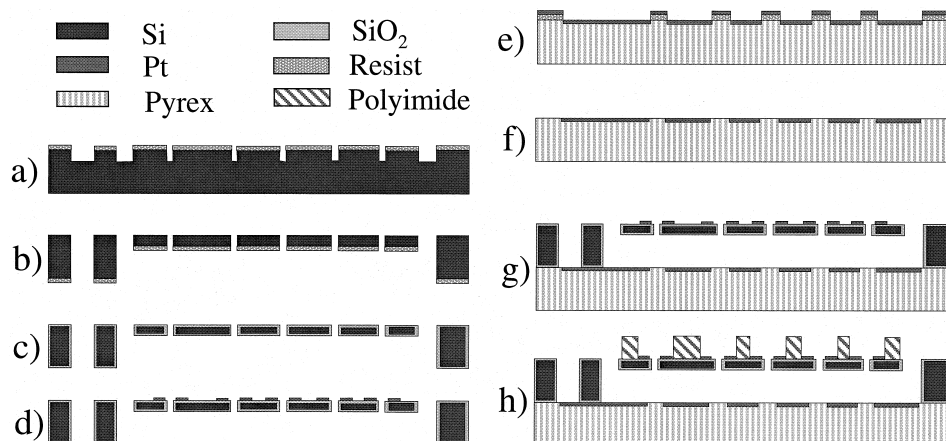 Si
SiO2
Pt
Resist
Pyrex
Polyimide
a)
b)
c)
d)
e)
f)
g)
h)